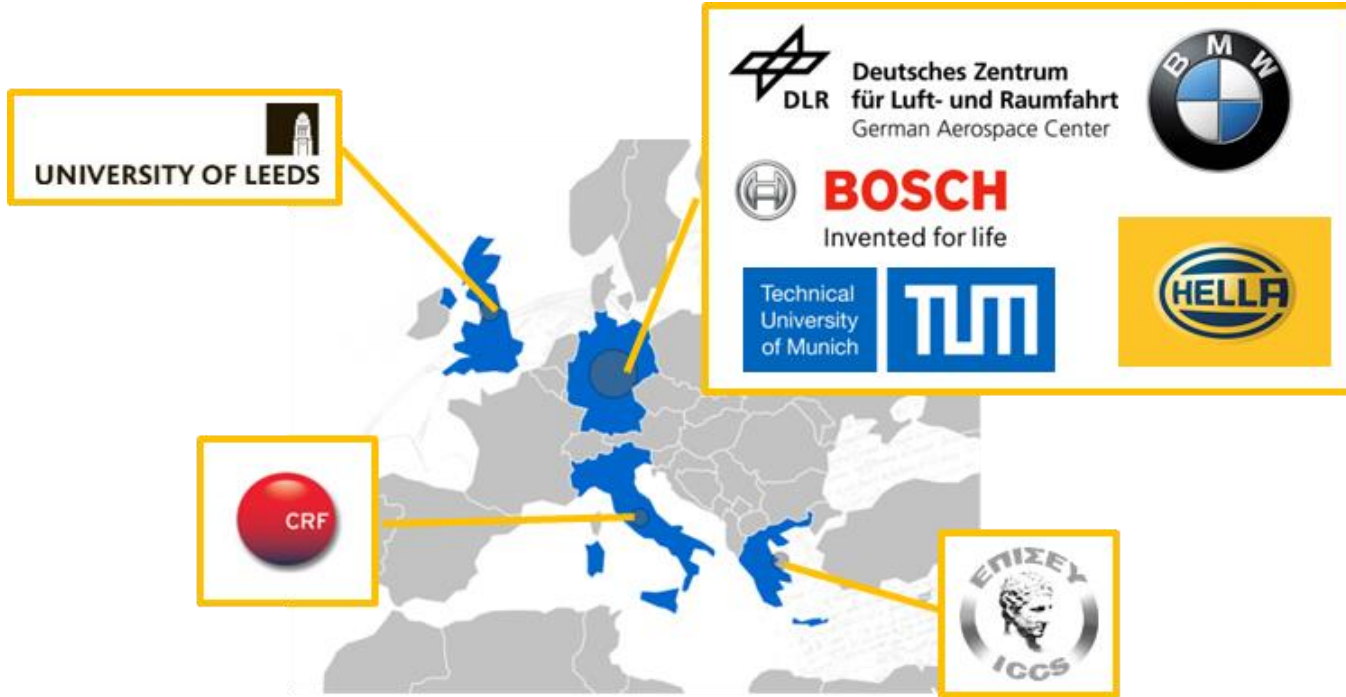 UNIVERSITY OF LEEDS
DLR
Deutsches Zentrum
für Luft- und Raumfahrt
German Aerospace Center
BMW
BOSCH
Invented for life
Technical
University
of Munich
TUM
HELLA
CRF
ΕΠΙΣΕΥ
ICCS